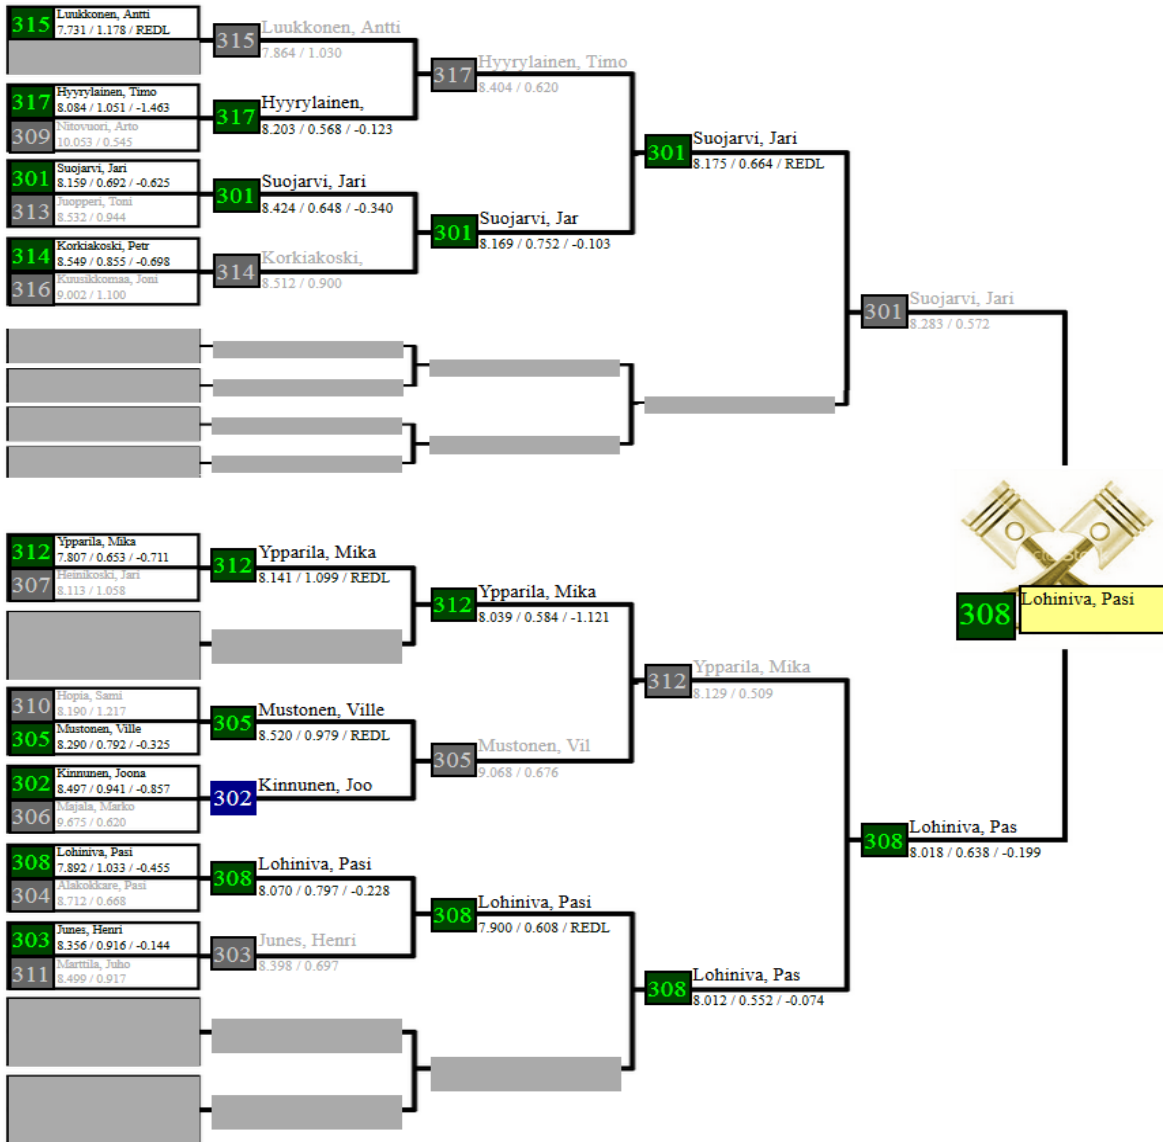 315
Luukkonen, Antti
7.731 / 1.178 / REDL
317
Hyyrylainen, Timo
8.084 / 1.051 / -1.463
309
Nitovuori, Arto
10.053 / 0.545
301
Suojarvi, Jari
8.159 / 0.692 / -0.625
313
Juopperi, Toni
8.532 / 0.944
314
Korkiakoski, Petr
8.549 / 0.855 / -0.698
316
Kuusikkomaa, Joni
9.002 / 1.100
312
Ypparila, Mika
7.807 / 0.653 / -0.711
307
Heinikoski, Jari
8.113 / 1.058
310
Hopia, Sami
8.190 / 1.217
305
Mustonen, Ville
8.290 / 0.792 / -0.325
302
Kinnunen, Joona
8.497 / 0.941 / -0.857
306
Majala, Marko
9.675 / 0.620
308
Lohiniva, Pasi
7.892 / 1.033 / -0.455
304
Alakokkare, Pasi
8.712 / 0.668
303
Junes, Henri
8.356 / 0.916 / -0.144
311
Marttila, Juho
8.499 / 0.917
315
Luukkonen, Antti
7.864 / 1.030
317
Hyyrylainen,
8.203 / 0.568 / -0.123
301
Suojarvi, Jari
8.424 / 0.648 / -0.340
314
Korkiakoski,
8.512 / 0.900
312
Ypparila, Mika
8.141 / 1.099 / REDL
305
Mustonen, Ville
8.520 / 0.979 / REDL
302
Kinnunen, Joo
308
Lohiniva, Pasi
8.070 / 0.797 / -0.228
303
Junes, Henri
8.398 / 0.697
317
Hyyrylainen, Timo
8.404 / 0.620
301
Suojarvi, Jar
8.169 / 0.752 / -0.103
312
Ypparila, Mika
8.039 / 0.584 / -1.121
305
Mustonen, Vil
9.068 / 0.676
308
Lohiniva, Pasi
7.900 / 0.608 / REDL
301
Suojarvi, Jari
8.175 / 0.664 / REDL
312
Ypparila, Mika
8.129 / 0.509
308
Lohiniva, Pas
8.012 / 0.552 / -0.074
301
Suojarvi, Jari
8.283 / 0.572
308
Lohiniva, Pas
8.018 / 0.638 / -0.199
308
Lohiniva, Pasi